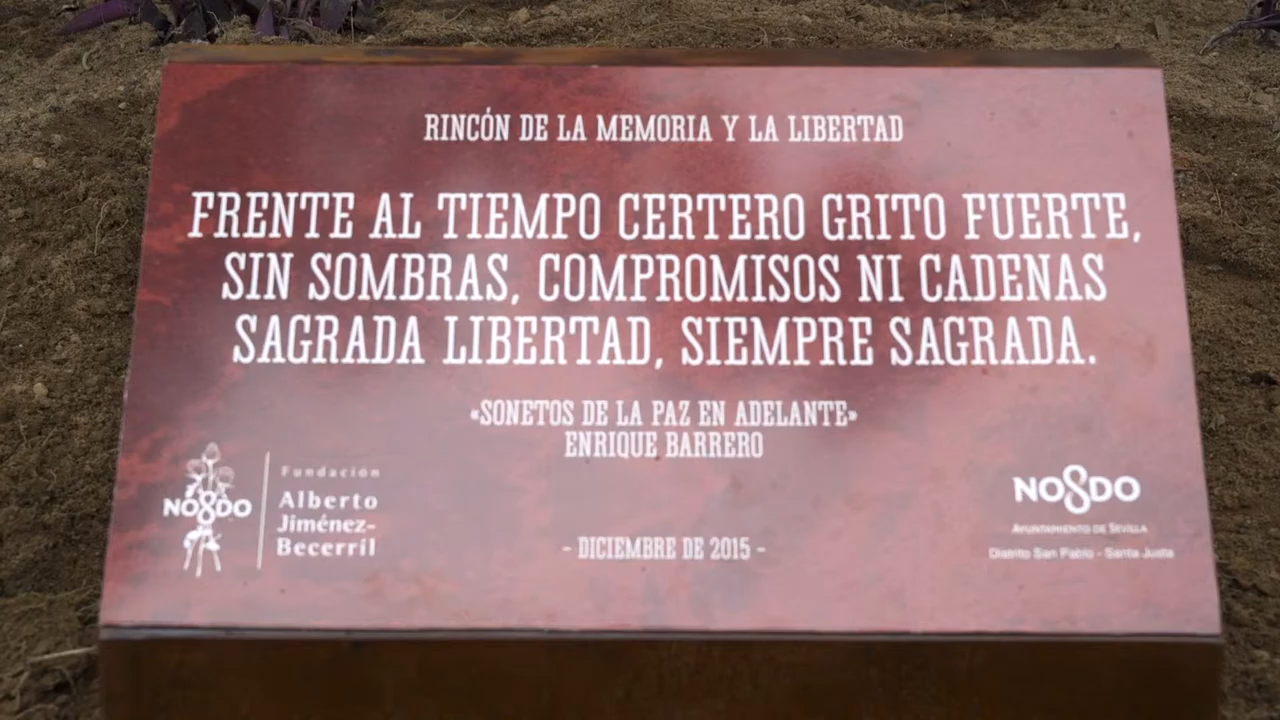 RINCÓN DE LA MEMORIA Y LA LIBERTAD
FRENTE AL TIEMPO CERTERO GRITO FUERTE,
SIN SOMBRAS, COMPROMISOS NI CADENAS
SAGRADA LIBERTAD, SIEMPRE SAGRADA.
«SONETOS DE LA PAZ EN ADELANTE»
ENRIQUE BARRERO
NO8DO
Fundación
Alberto
Jiménez-
Becerril
- DICIEMBRE DE 2015 -
NO8DO
AYUNTAMIENTO DE SEVILLA
Distrito San Pablo - Santa Justa